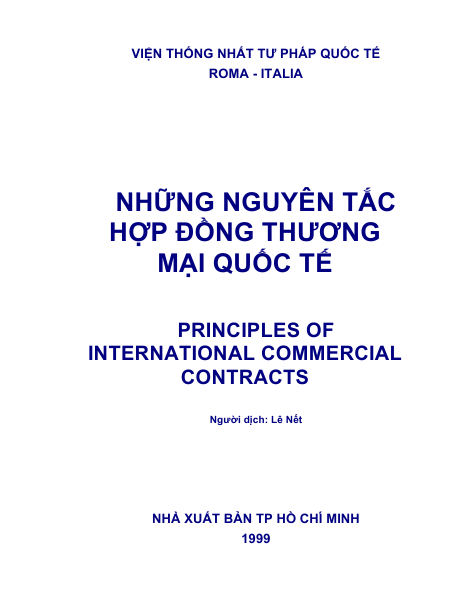 VIỆN THỐNG NHẤT TƯ PHÁP QUỐC TẾ
ROMA - ITALIA
NHỮNG NGUYÊN TẮC
HỢP ĐỒNG THƯƠNG
MẠI QUỐC TẾ
PRINCIPLES OF
INTERNATIONAL COMMERCIAL
CONTRACTS
Người dịch: Lê Nết
NHÀ XUẤT BẢN TP HỒ CHÍ MINH
1999